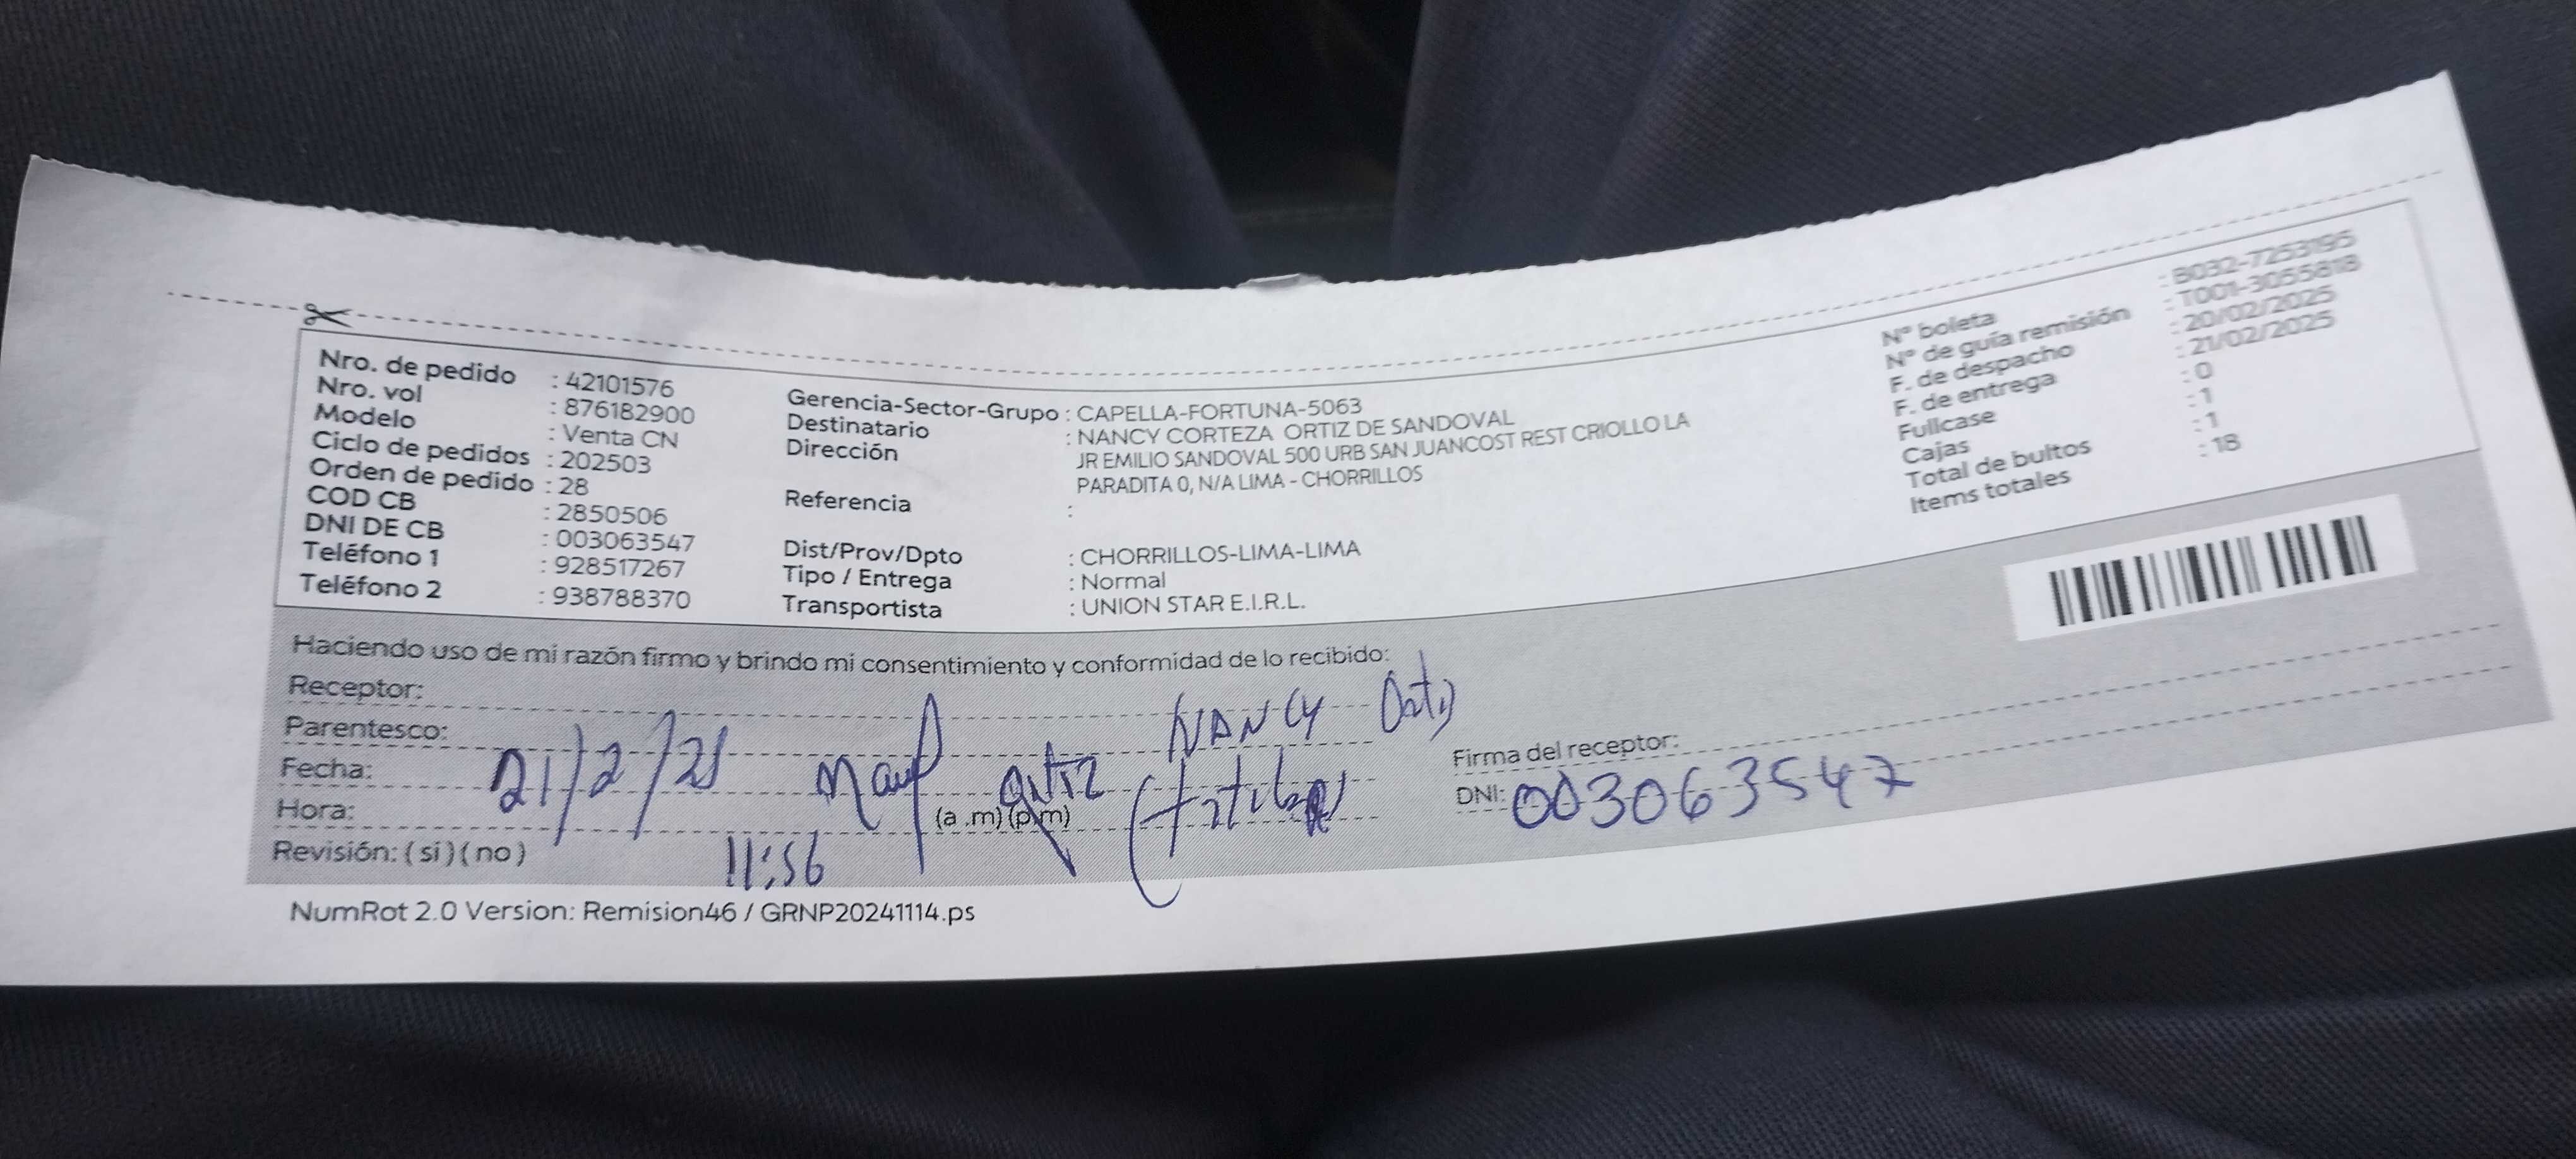 Nro. de pedido : 42101576
Nro. vol : 876182900
Modelo : Venta CN
Ciclo de pedidos : 202503
Orden de pedido : 28
COD CB : 2850506
DNI DE CB : 003063547
Teléfono 1 : 928517267
Teléfono 2 : 938788370
Gerencia-Sector-Grupo : CAPELLA-FORTUNA-5063
Destinatario : NANCY CORTEZA ORTIZ DE SANDOVAL
Dirección JR EMILIO SANDOVAL 500 URB SAN JUANCOST REST CRIOLLO LA
PARADITA 0, N/A LIMA - CHORRILLOS
Referencia :
Dist/Prov/Dpto : CHORRILLOS-LIMA-LIMA
Tipo / Entrega : Normal
Transportista : UNION STAR E.I.R.L.
N° boleta : B032-7253195
N° de guía remisión : T001-3055818
F. de despacho : 20/02/2025
F. de entrega : 21/02/2025
Fullcase : 0
Cajas : 1
Total de bultos : 1
Items totales : 18
Haciendo uso de mi razón firmo y brindo mi consentimiento y conformidad de lo recibido:
Receptor:
Parentesco: NANCY Ortiz
Fecha: 21/2/25 Ortiz
Hora: (a .m) (p.m)
Revisión: ( si ) ( no ) 11:56
Firma del receptor:
DNI: 003063547
NumRot 2.0 Version: Remision46 / GRNP20241114.ps